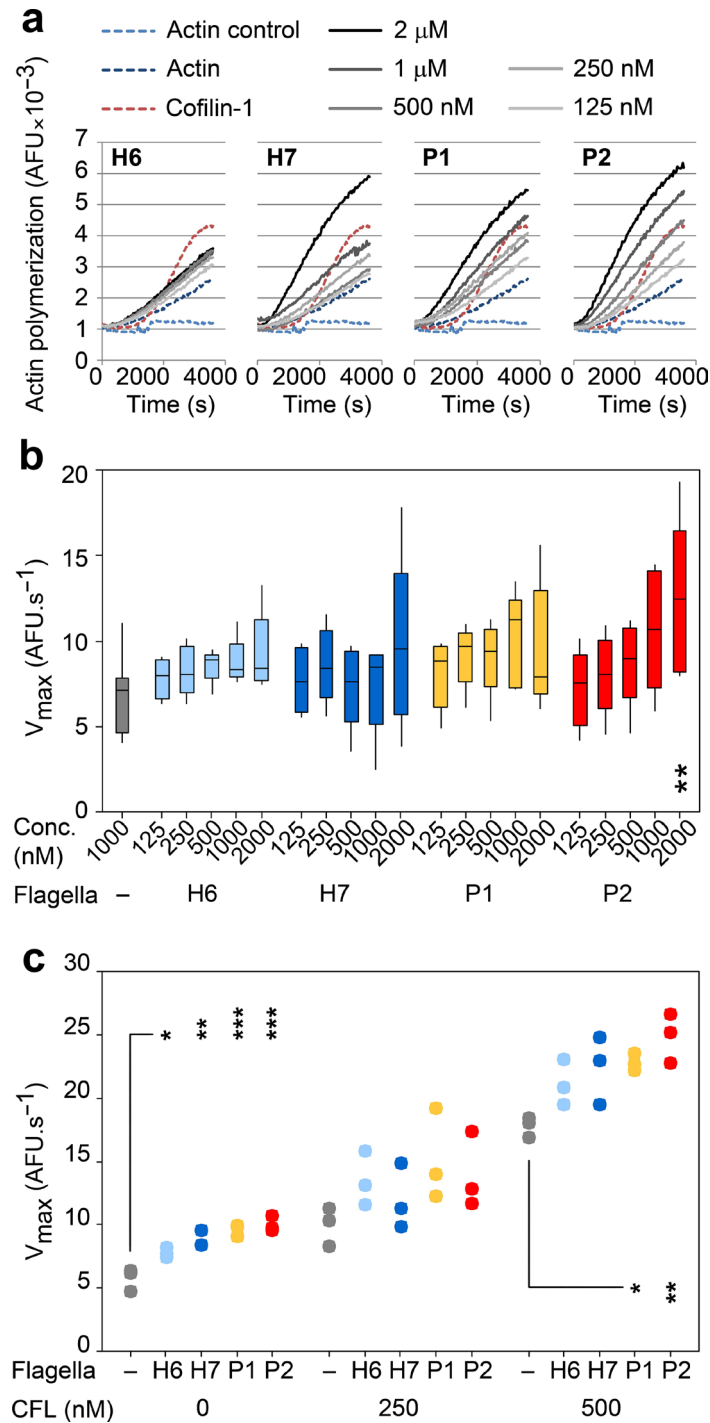 a
Actin control
2 μM
Actin
1 μM
250 nM
Cofilin-1
500 nM
125 nM
Actin polymerization (AFU×10−3)
7
6
5
4
3
2
1
0
H6
H7
P1
P2
0 2000 4000
0 2000 4000
0 2000 4000
0 2000 4000
Time (s)
Time (s)
Time (s)
Time (s)
b
Vmax (AFU.s−1)
20
15
10
5
0
**
Conc. (nM)
1000 125 250 500 1000 2000 125 250 500 1000 2000 125 250 500 1000 2000 125 250 500 1000 2000
Flagella – H6 H7 P1 P2
c
Vmax (AFU.s−1)
30
25
20
15
10
5
0
* ** *** ***
* **
Flagella – H6 H7 P1 P2 – H6 H7 P1 P2 – H6 H7 P1 P2
CFL (nM) 0 250 500